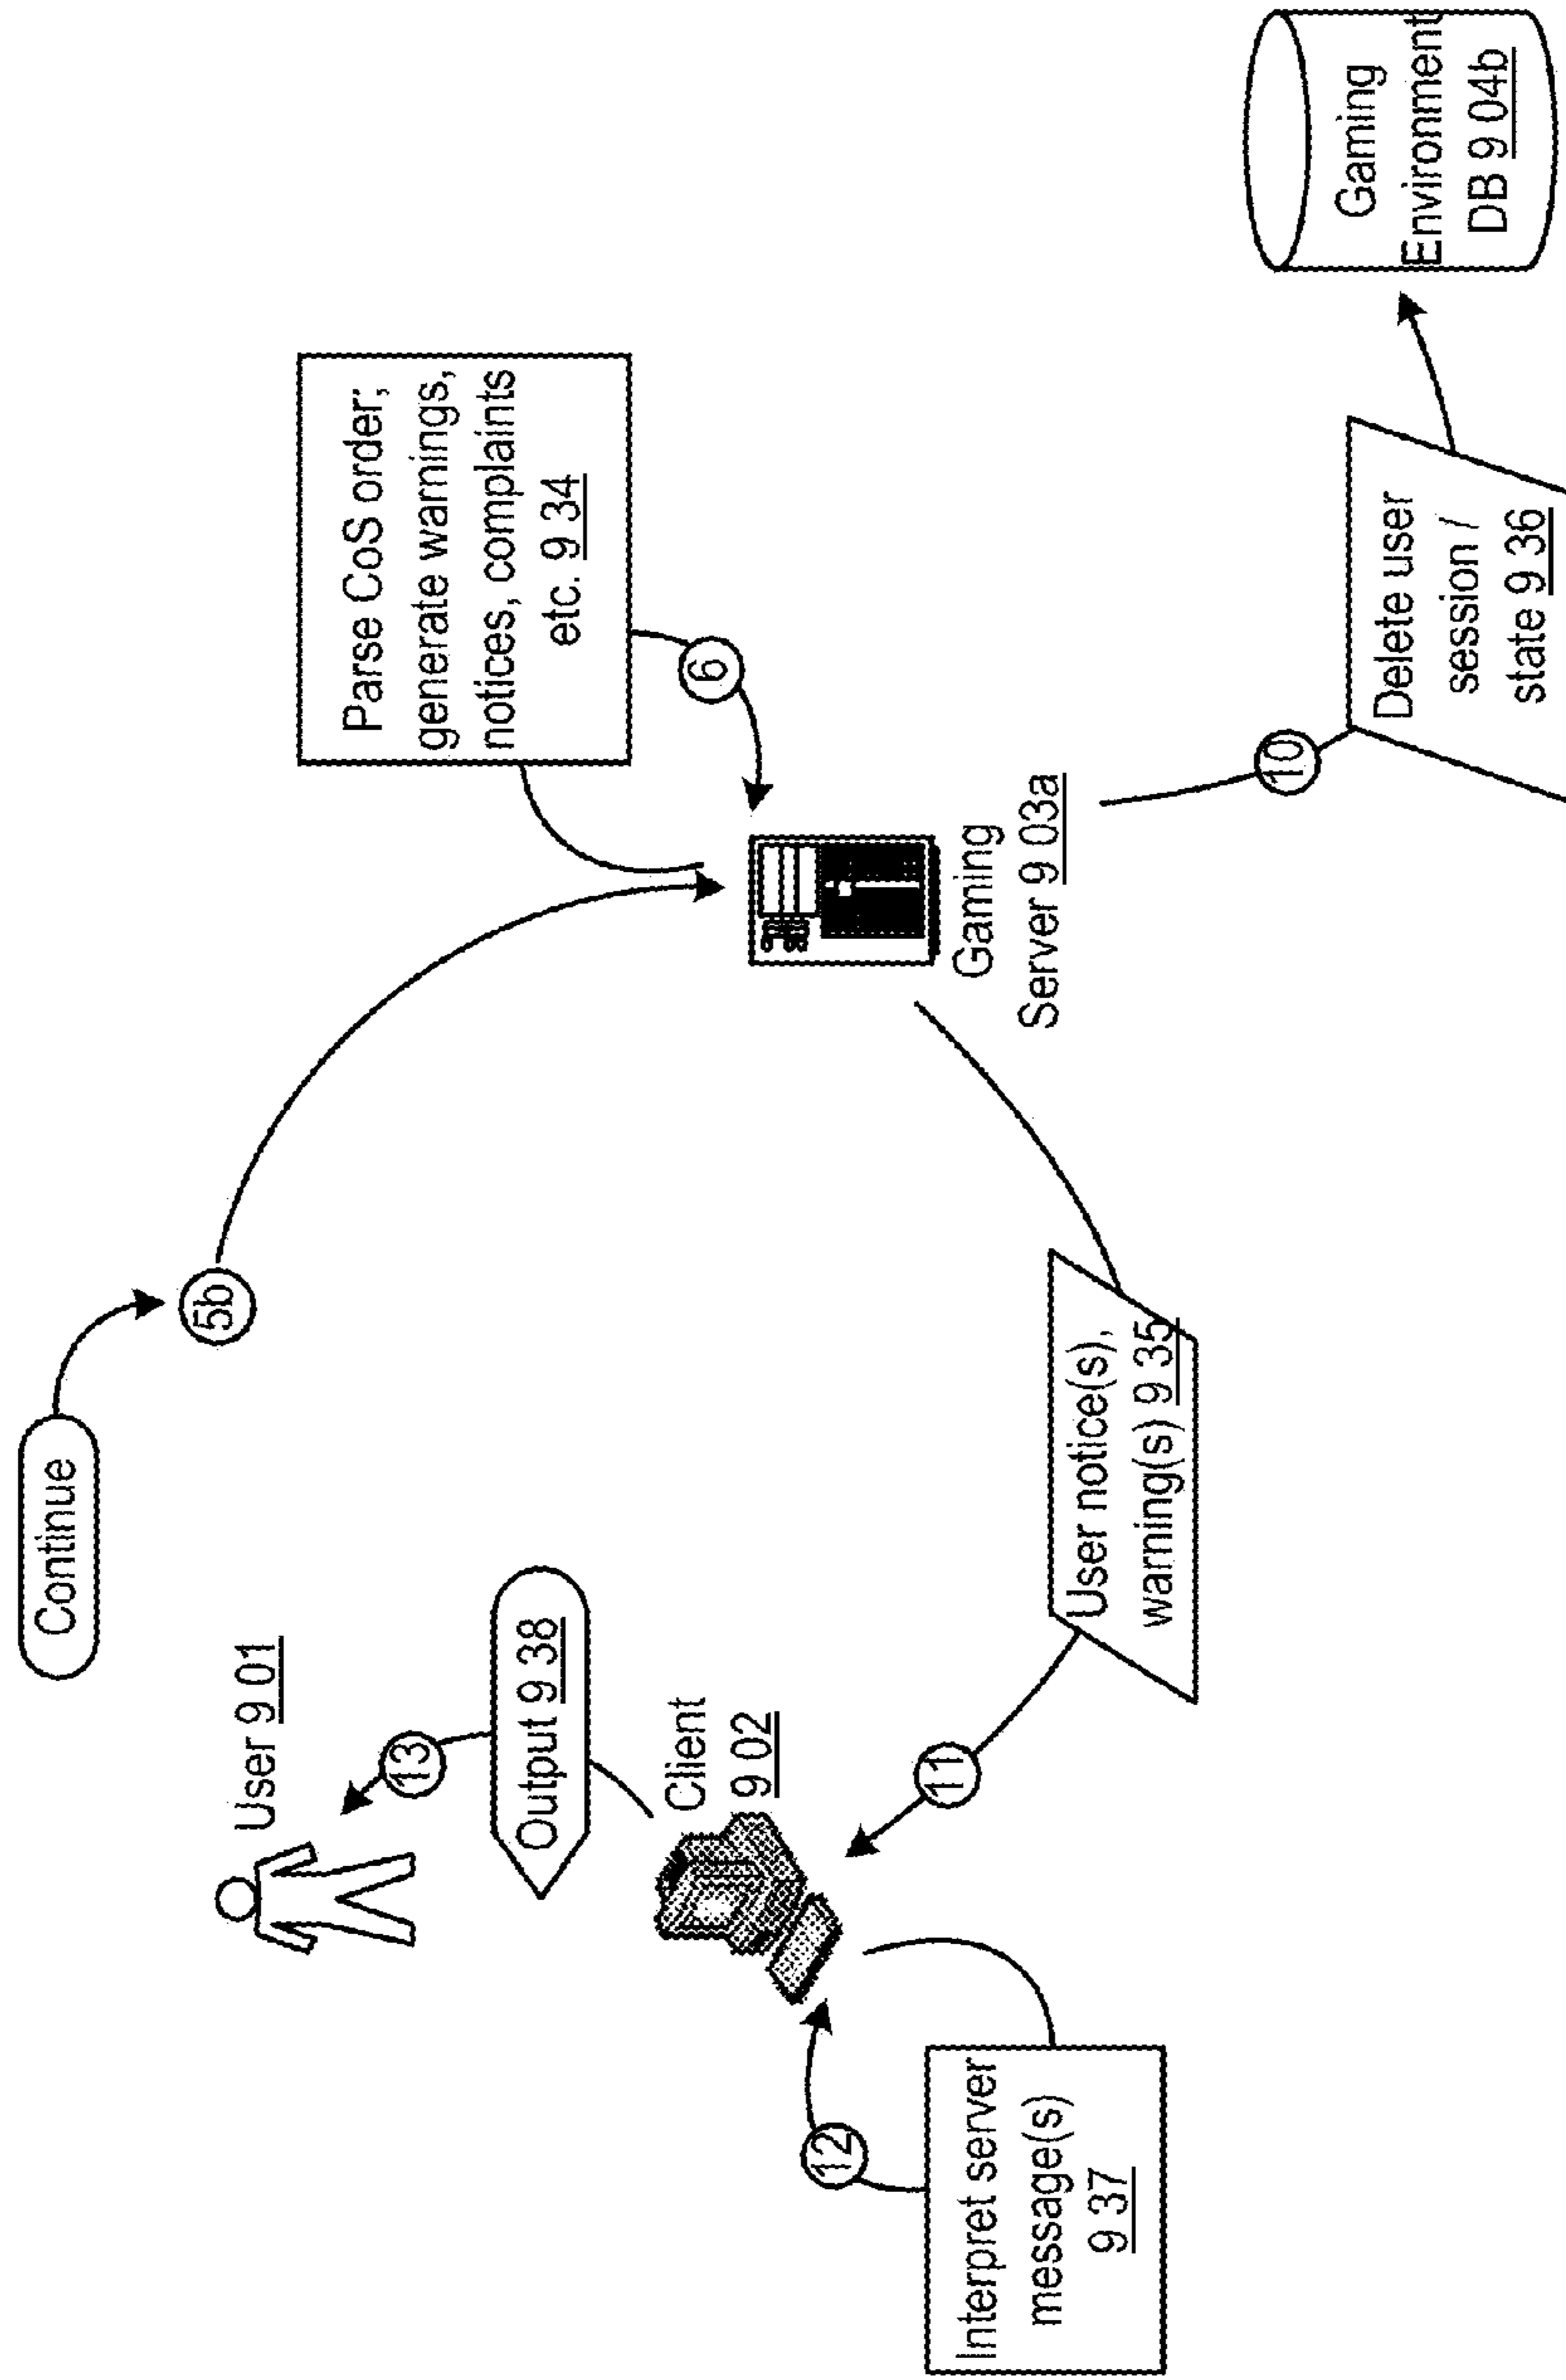 Continue
5b
User 9 01
13
Output 9 38
Client
9 02
12
Interpret server
message(s)
9 37
11
User notice(s),
warning(s) 9 35
Parse CoS order;
generate warnings,
notices, complaints
etc. 9 34
6
Gaming
Server 9 03a
10
Delete user
session /
state 9 36
Gaming
Environment
DB 9 04b